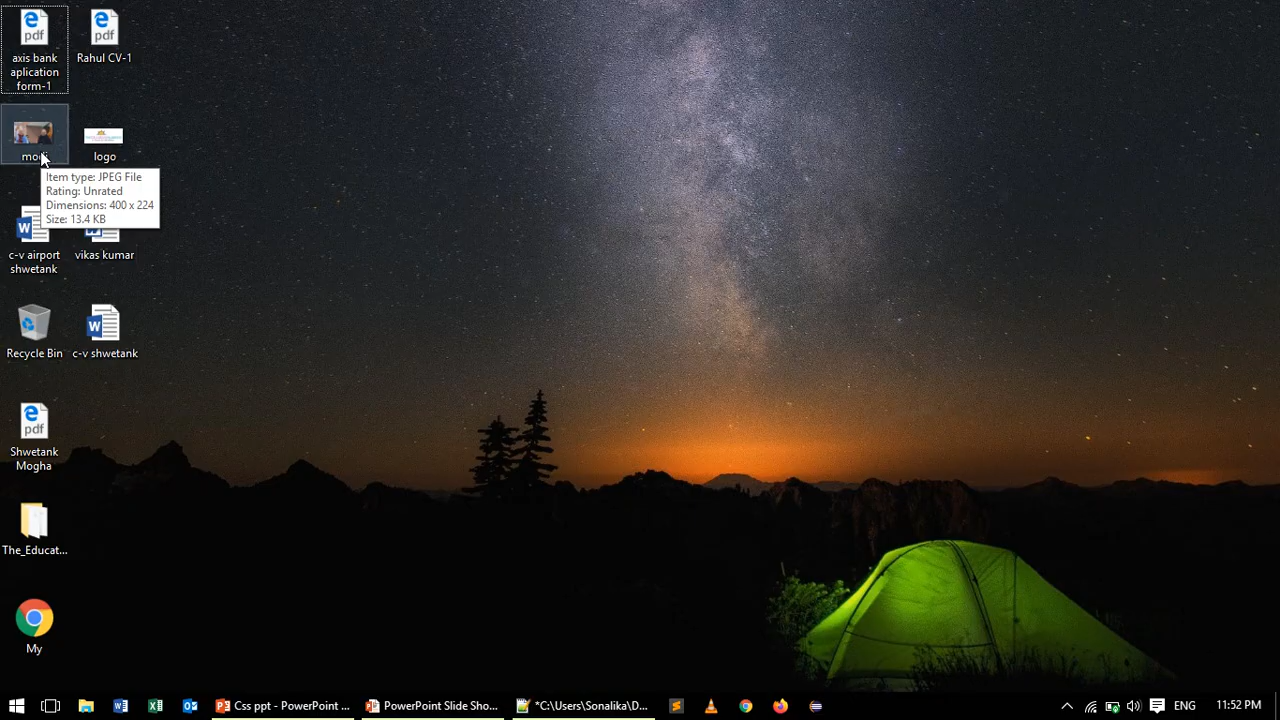 axis bank
aplication
form-1
Rahul CV-1
logo
Item type: JPEG File
Rating: Unrated
Dimensions: 400 x 224
Size: 13.4 KB
c-v airport
shwetank
vikas kumar
Recycle Bin
c-v shwetank
Shwetank
Mogha
The_Educat...
My
Css ppt - PowerPoint ...
PowerPoint Slide Sho...
*C:\Users\Sonalika\D...
ENG
11:52 PM